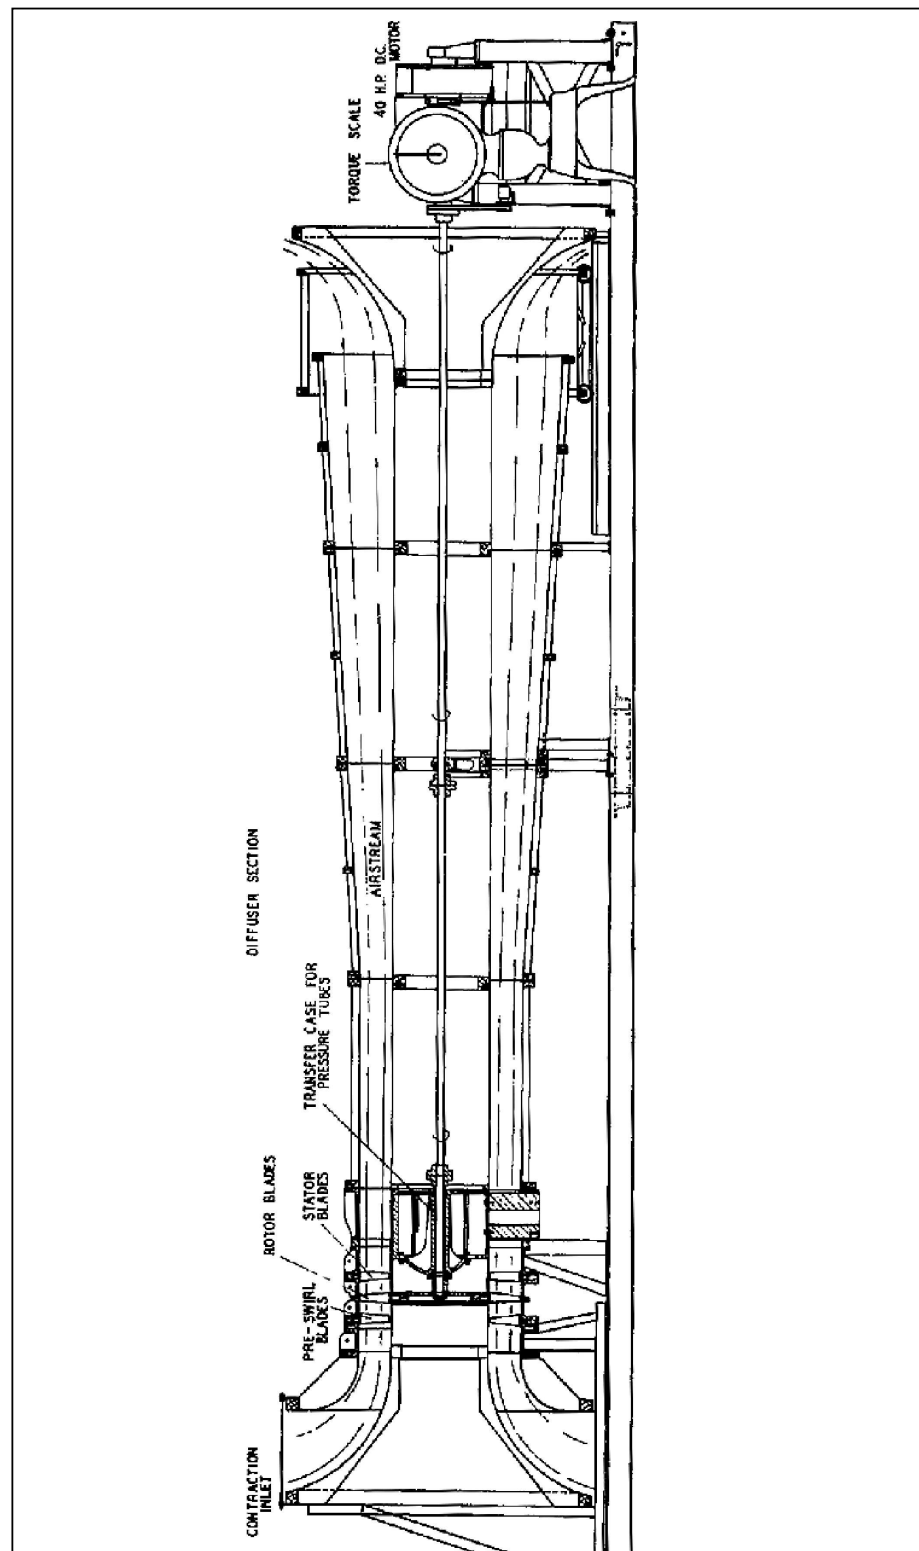 CONTRACTION
INLET
PRE-SWIRL
BLADES
ROTOR BLADES
STATOR
BLADES
TRANSFER CASE FOR
PRESSURE TUBES
DIFFUSER SECTION
AIRSTREAM
TORQUE SCALE
40 H.P. D.C.
MOTOR